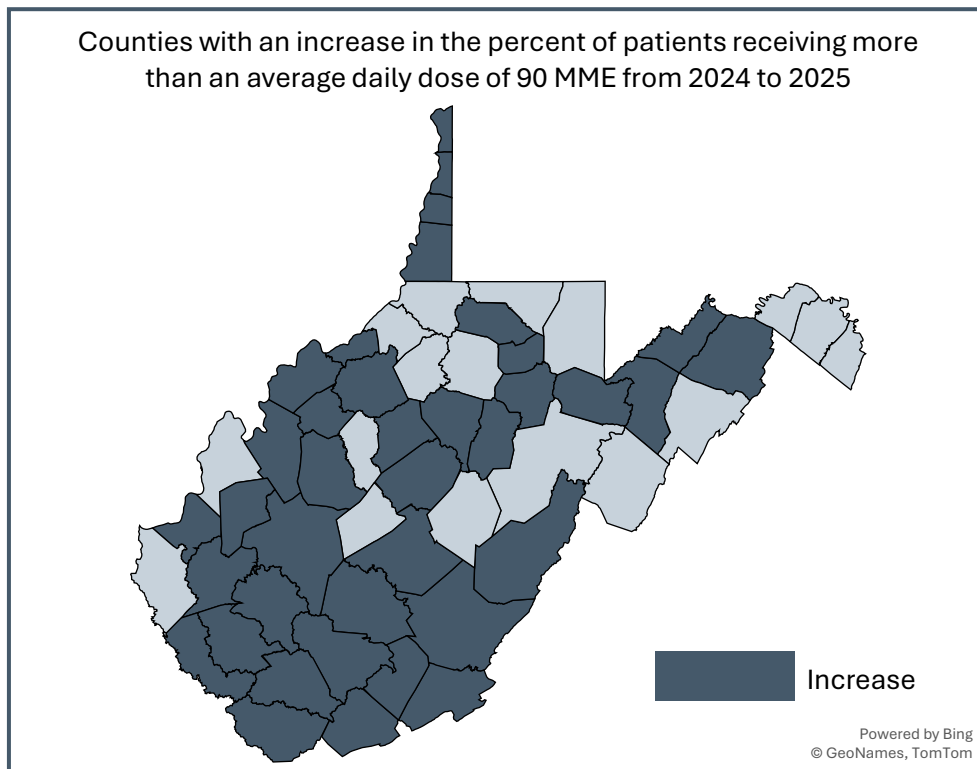 Counties with an increase in the percent of patients receiving more
than an average daily dose of 90 MME from 2024 to 2025
Increase
Powered by Bing
© GeoNames, TomTom